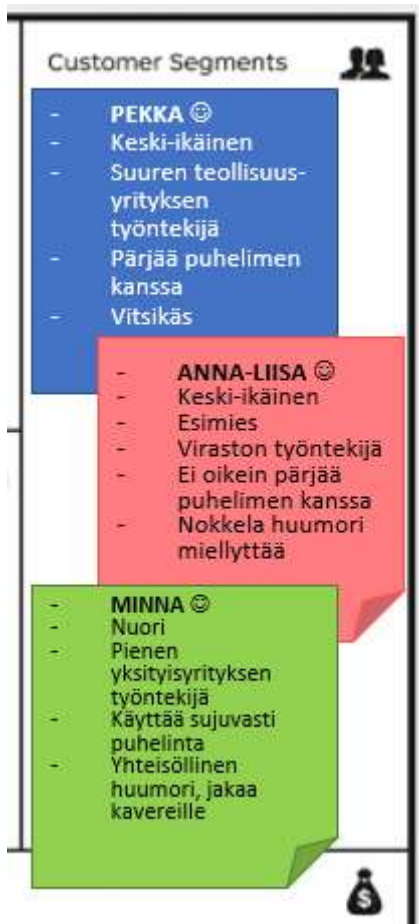 Customer Segments
- PEKKA ☺
- Keski-ikäinen
- Suuren teollisuus-
yrityksen
työntekijä
- Pärjää puhelimen
kanssa
- Vitsikäs
- ANNA-LIISA ☺
- Keski-ikäinen
- Esimies
- Viraston työntekijä
- Ei oikein pärjää
puhelimen kanssa
- Nokkela huumori
miellyttää
- MINNA ☺
- Nuori
- Pienen
yksityisyrityksen
työntekijä
- Käyttää sujuvasti
puhelinta
- Yhteisöllinen
huumori, jakaa
kavereille